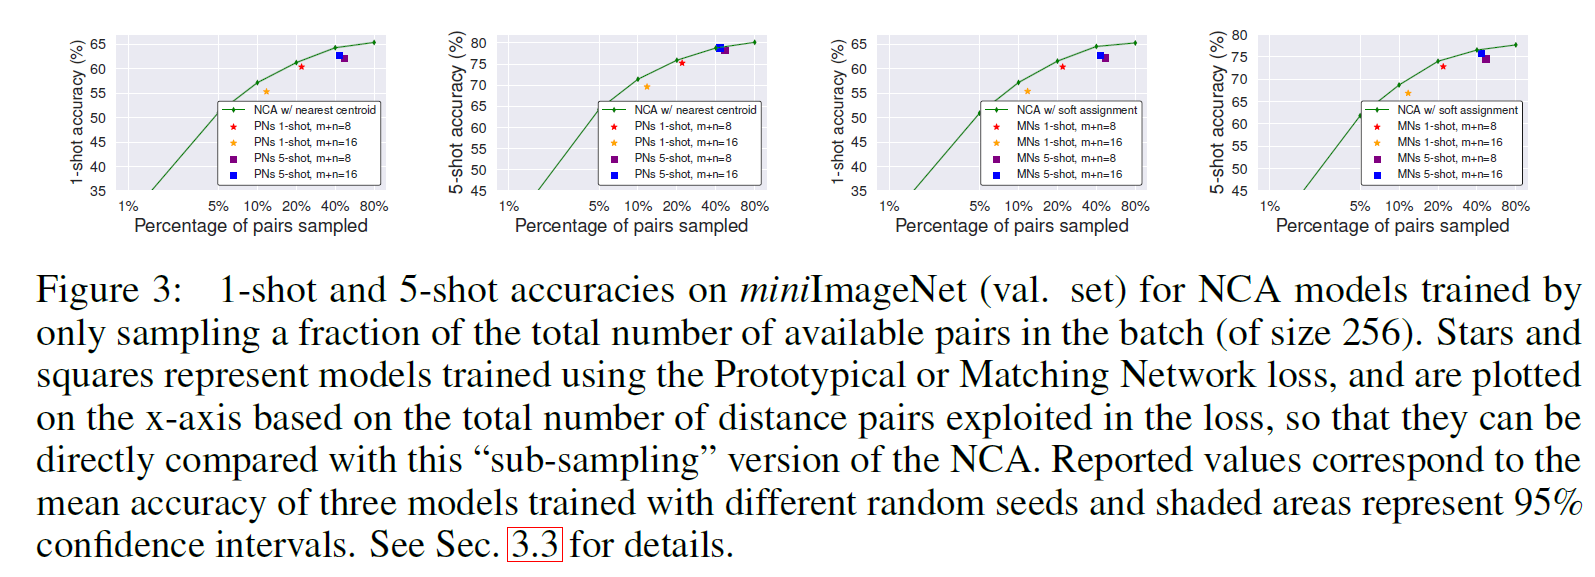 1-shot accuracy (%)
65
60
55
50
45
40
35
NCA w/ nearest centroid
PNs 1-shot, m+n=8
PNs 1-shot, m+n=16
PNs 5-shot, m+n=8
PNs 5-shot, m+n=16
1% 5% 10% 20% 40% 80%
Percentage of pairs sampled
5-shot accuracy (%)
80
75
70
65
60
55
50
45
NCA w/ nearest centroid
PNs 1-shot, m+n=8
PNs 1-shot, m+n=16
PNs 5-shot, m+n=8
PNs 5-shot, m+n=16
1% 5% 10% 20% 40% 80%
Percentage of pairs sampled
1-shot accuracy (%)
65
60
55
50
45
40
35
NCA w/ soft assignment
MNs 1-shot, m+n=8
MNs 1-shot, m+n=16
MNs 5-shot, m+n=8
MNs 5-shot, m+n=16
1% 5% 10% 20% 40% 80%
Percentage of pairs sampled
5-shot accuracy (%)
80
75
70
65
60
55
50
45
NCA w/ soft assignment
MNs 1-shot, m+n=8
MNs 1-shot, m+n=16
MNs 5-shot, m+n=8
MNs 5-shot, m+n=16
1% 5% 10% 20% 40% 80%
Percentage of pairs sampled
Figure 3: 1-shot and 5-shot accuracies on miniImageNet (val. set) for NCA models trained by
only sampling a fraction of the total number of available pairs in the batch (of size 256). Stars and
squares represent models trained using the Prototypical or Matching Network loss, and are plotted
on the x-axis based on the total number of distance pairs exploited in the loss, so that they can be
directly compared with this “sub-sampling” version of the NCA. Reported values correspond to the
mean accuracy of three models trained with different random seeds and shaded areas represent 95%
confidence intervals. See Sec. 3.3 for details.